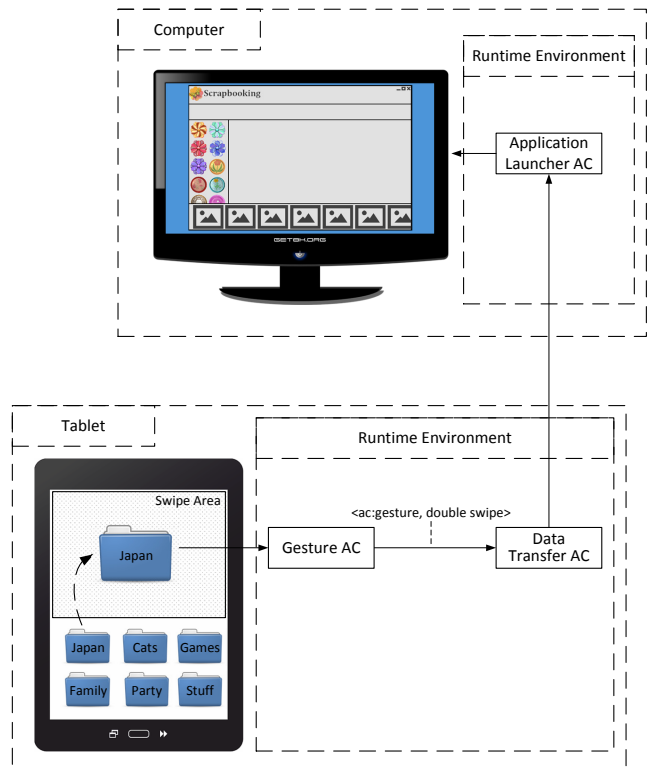 Computer
Runtime Environment
Scrapbooking
Application
Launcher AC
GETBH.ORG
Tablet
Runtime Environment
Swipe Area
Japan
<ac:gesture, double swipe>
Gesture AC
Data
Transfer AC
Japan Cats Games
Family Party Stuff